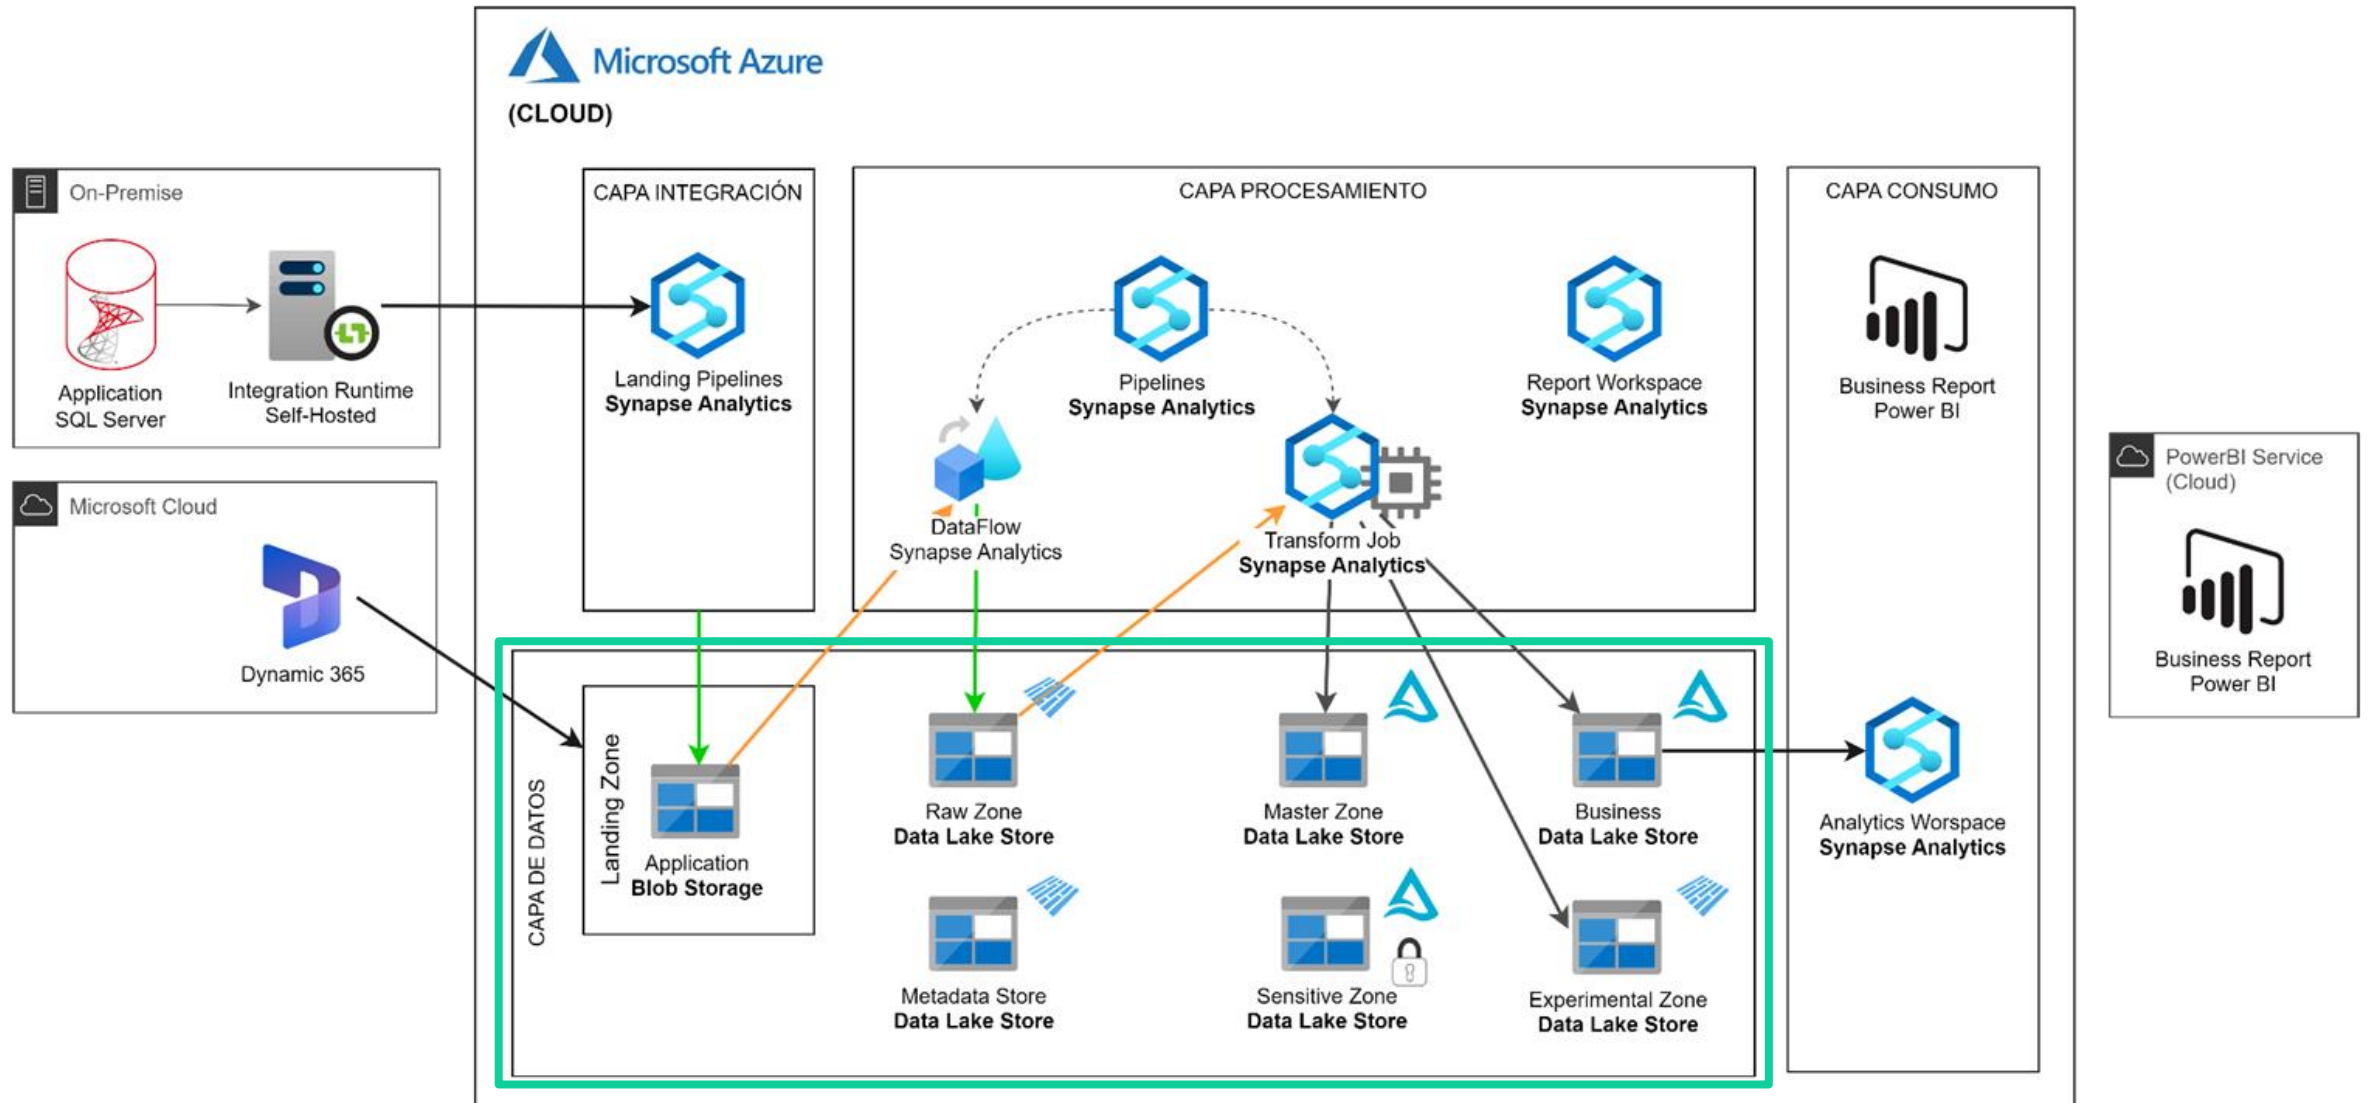 Microsoft Azure
(CLOUD)
On-Premise
Application
SQL Server
Integration Runtime
Self-Hosted
Microsoft Cloud
Dynamic 365
CAPA INTEGRACIÓN
Landing Pipelines
Synapse Analytics
CAPA PROCESAMIENTO
Pipelines
Synapse Analytics
Report Workspace
Synapse Analytics
DataFlow
Synapse Analytics
Transform Job
Synapse Analytics
CAPA CONSUMO
Business Report
Power BI
Analytics Worspace
Synapse Analytics
PowerBI Service
(Cloud)
Business Report
Power BI
CAPA DE DATOS
Landing Zone
Application
Blob Storage
Raw Zone
Data Lake Store
Master Zone
Data Lake Store
Business
Data Lake Store
Metadata Store
Data Lake Store
Sensitive Zone
Data Lake Store
Experimental Zone
Data Lake Store